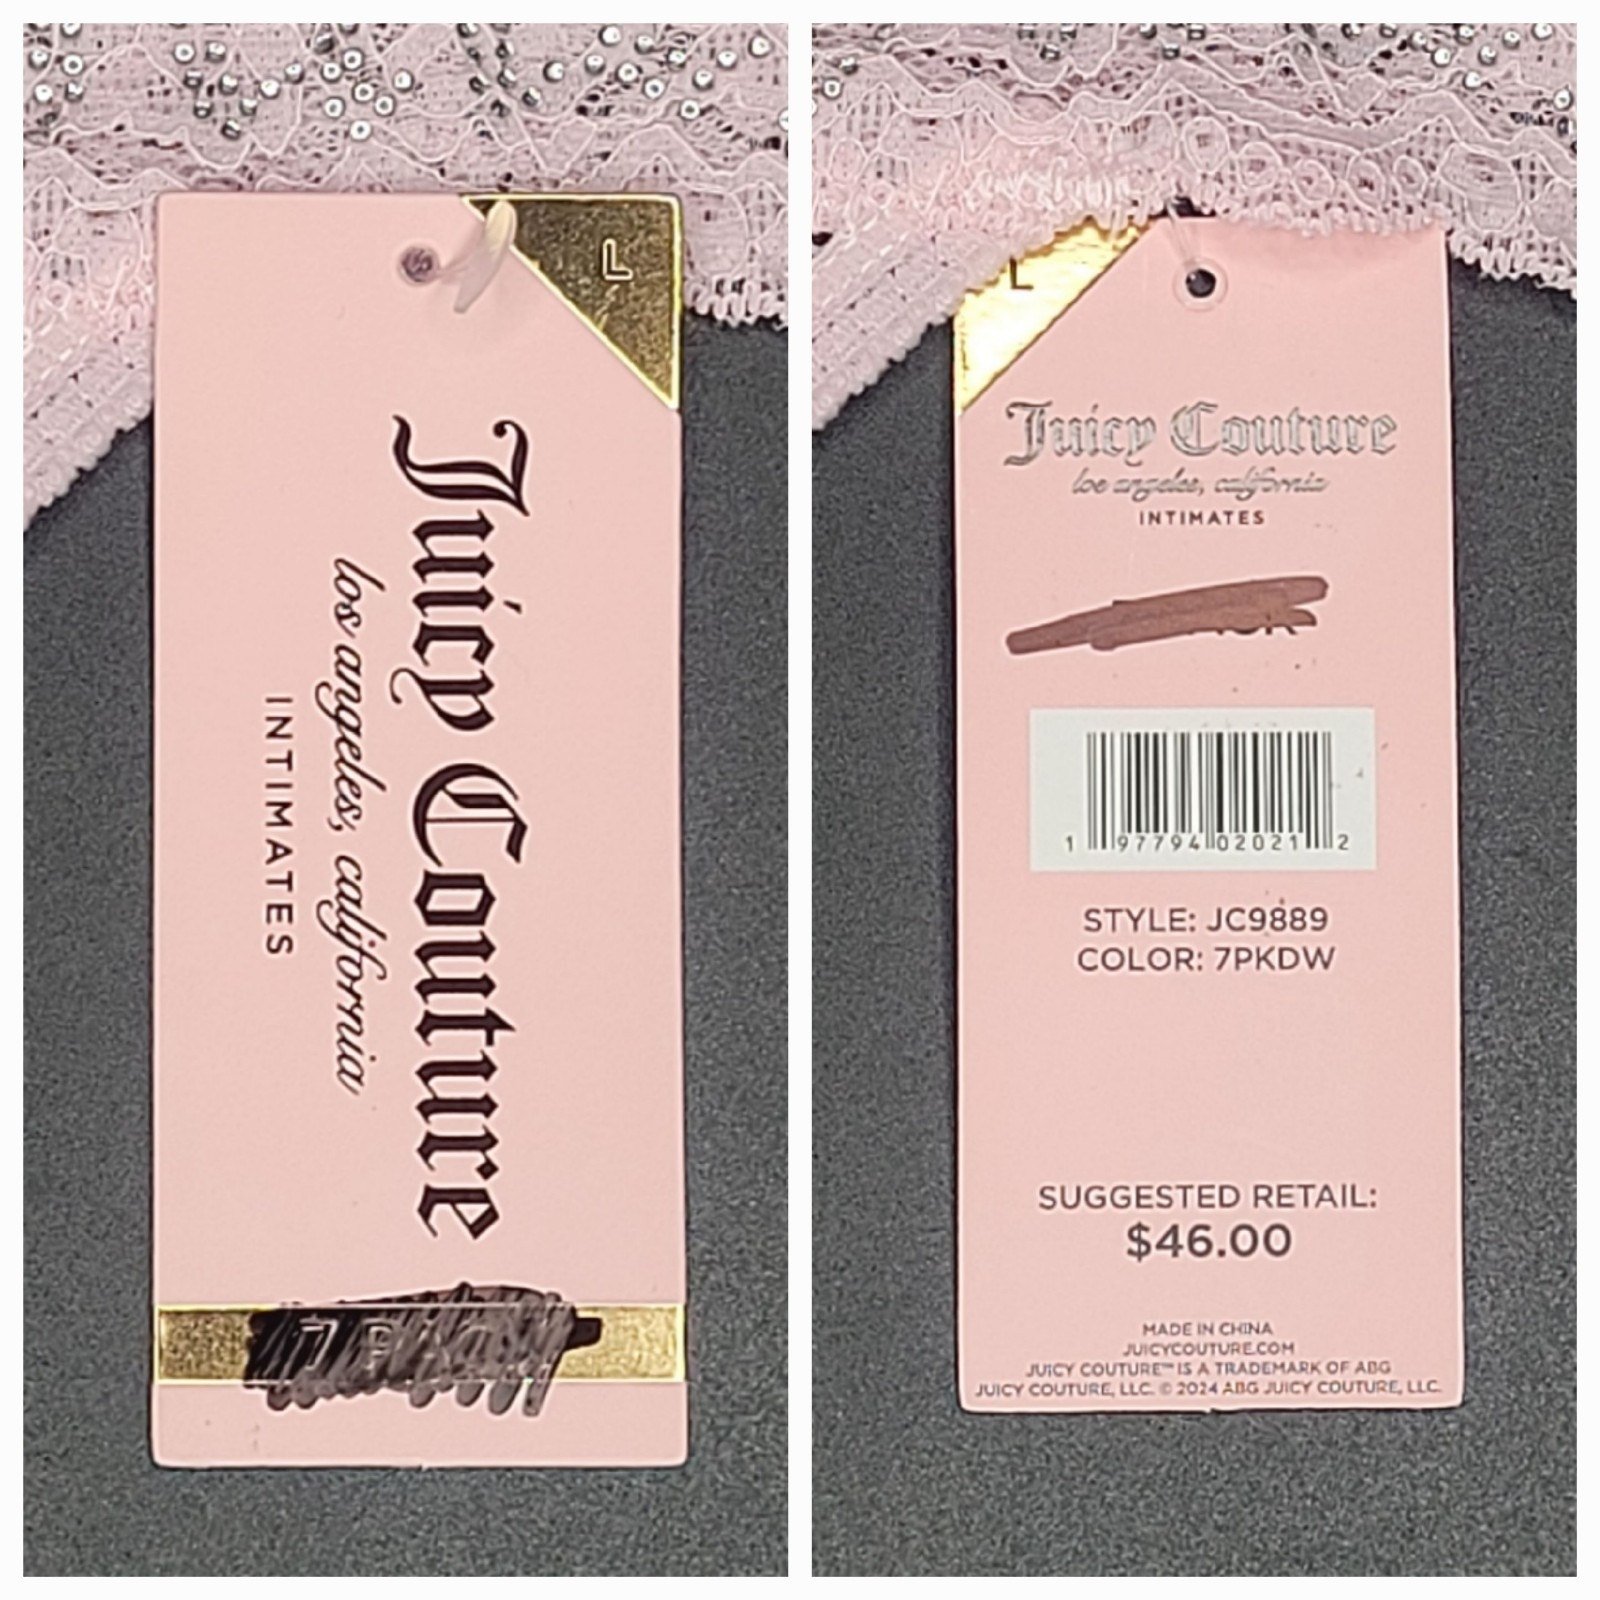 L
Juicy Couture
los angeles, california
INTIMATES
L
Juicy Couture
los angeles, california
INTIMATES
1 97794 02021 2
STYLE: JC9889
COLOR: 7PKDW
SUGGESTED RETAIL:
$46.00
MADE IN CHINA
JUICYCOUTURE.COM
JUICY COUTURE™ IS A TRADEMARK OF ABG
JUICY COUTURE, LLC. © 2024 ABG JUICY COUTURE, LLC.